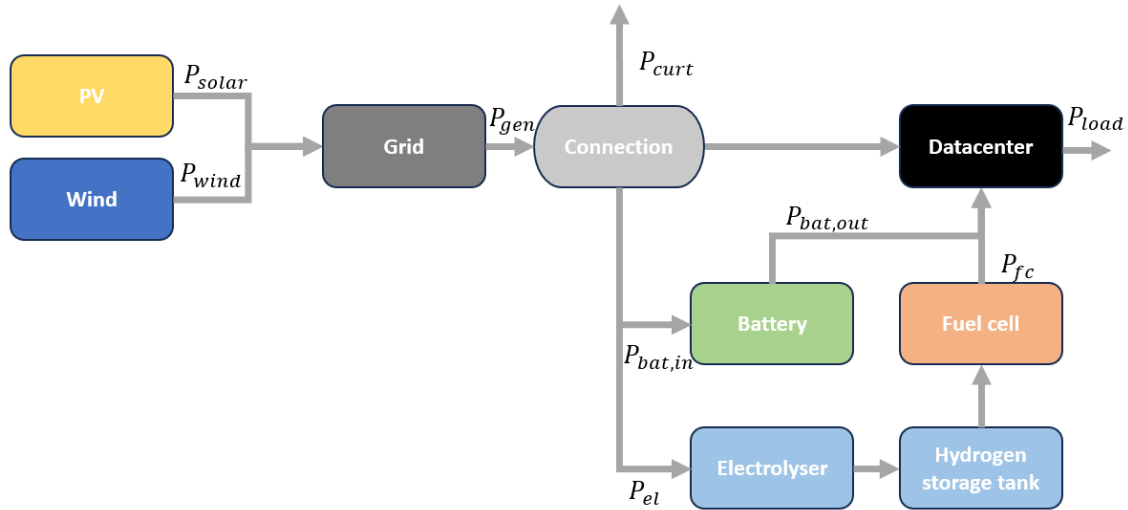 PV
P_solar
Wind
P_wind
Grid
P_gen
Connection
P_curt
Datacenter
P_load
P_bat,out
P_fc
Battery
Fuel cell
P_bat,in
Electrolyser
Hydrogen
storage tank
P_el